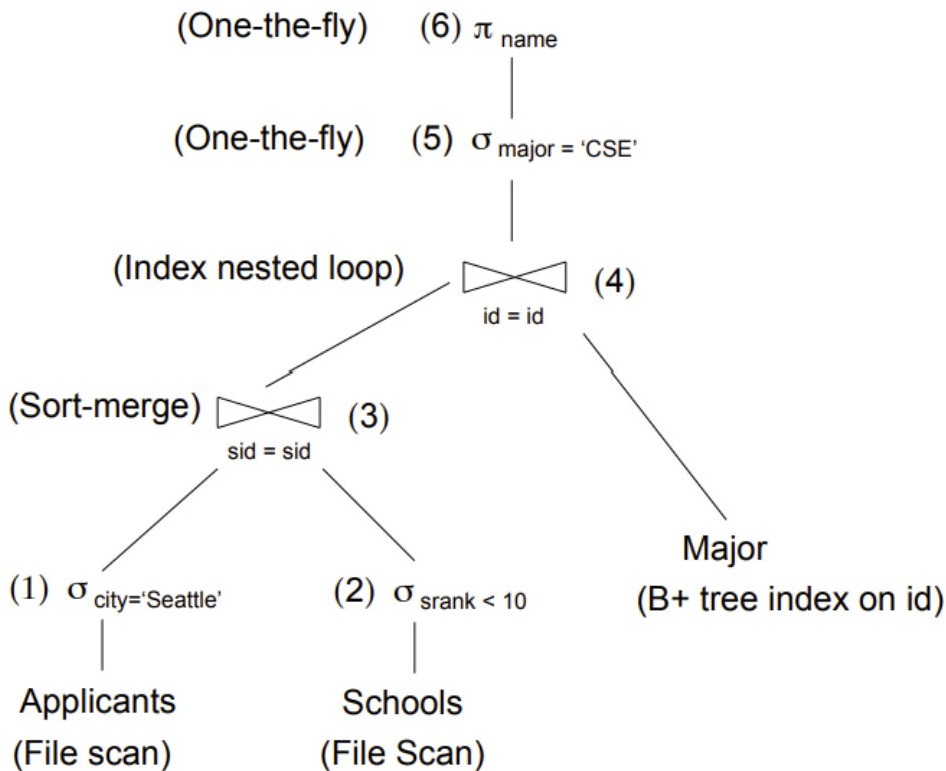 (One-the-fly) (6) π name
(One-the-fly) (5) σ major = ‘CSE’
(Index nested loop) (4)
id = id
(Sort-merge) (3)
sid = sid
Major
(1) σ city=‘Seattle’ (2) σ srank < 10 (B+ tree index on id)
Applicants Schools
(File scan) (File Scan)